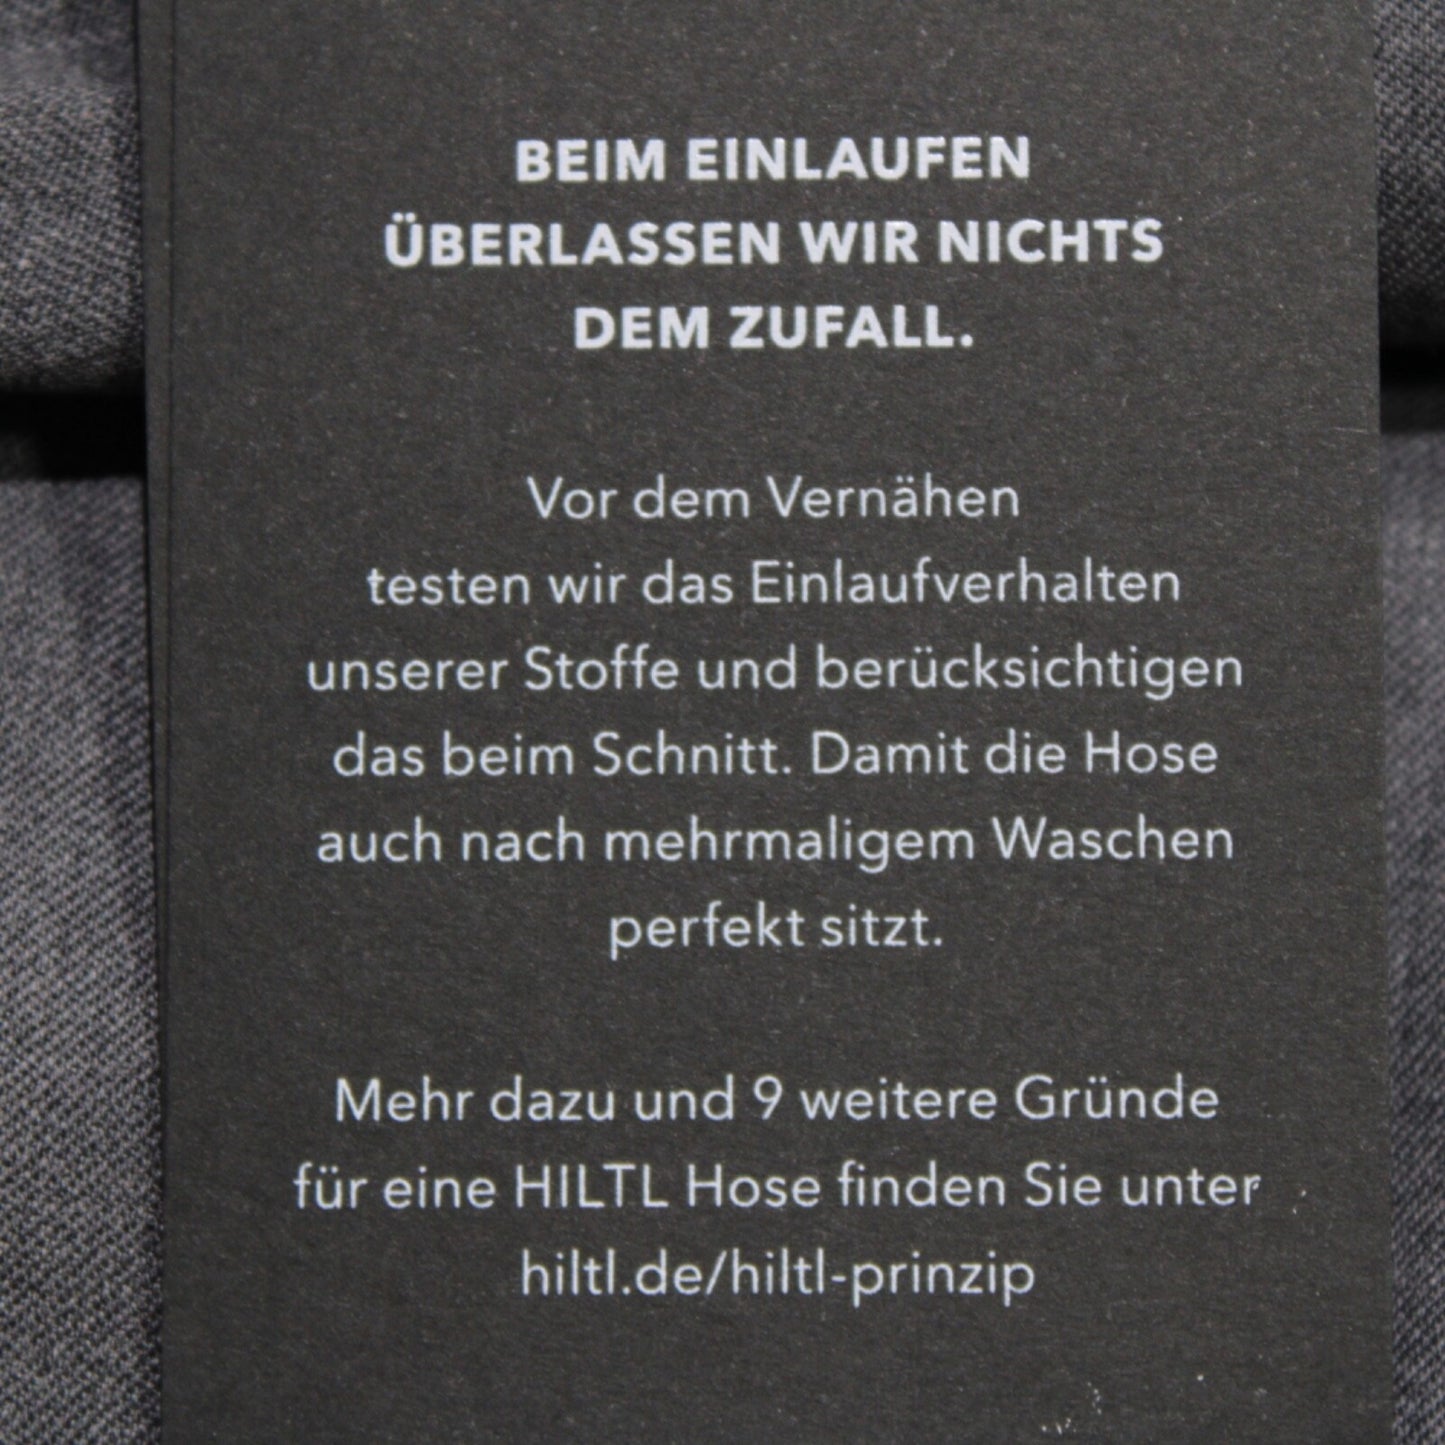 BEIM EINLAUFEN
ÜBERLASSEN WIR NICHTS
DEM ZUFALL.
Vor dem Vernähen
testen wir das Einlaufverhalten
unserer Stoffe und berücksichtigen
das beim Schnitt. Damit die Hose
auch nach mehrmaligem Waschen
perfekt sitzt.
Mehr dazu und 9 weitere Gründe
für eine HILTL Hose finden Sie unter
hiltl.de/hiltl-prinzip